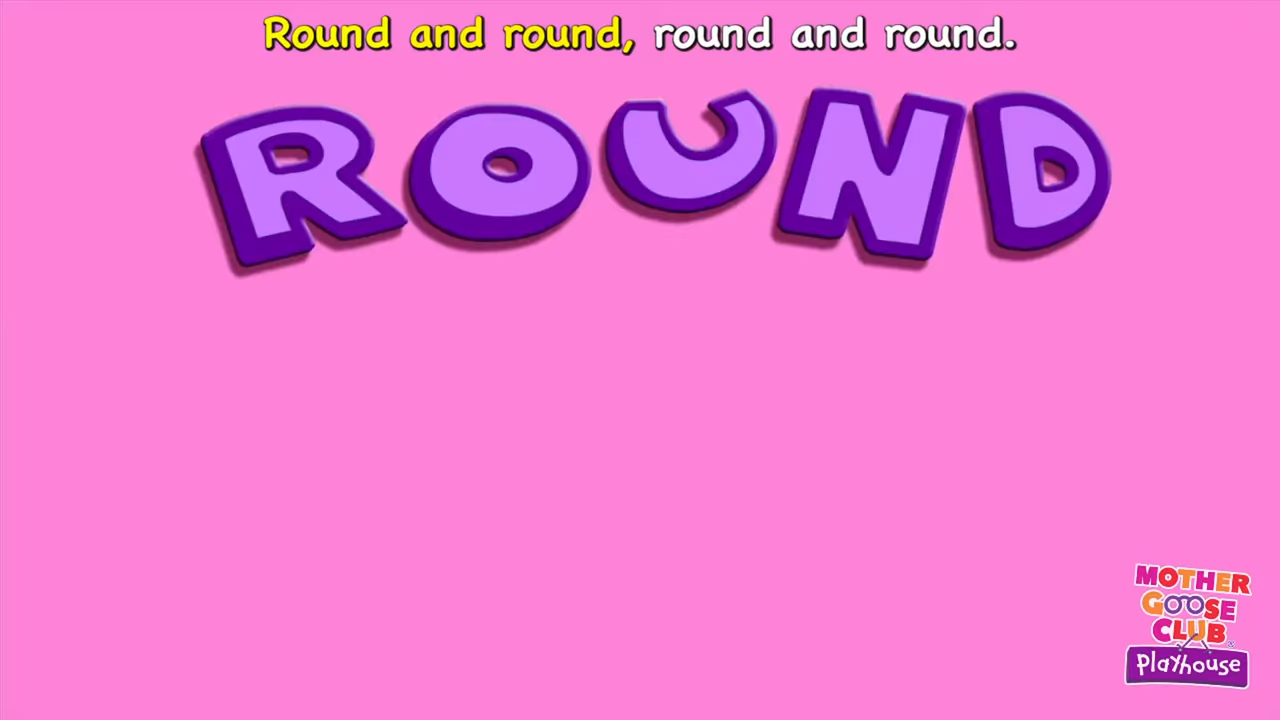 Round and round, round and round.
ROUND
MOTHER
GOOSE
CLUB
Playhouse